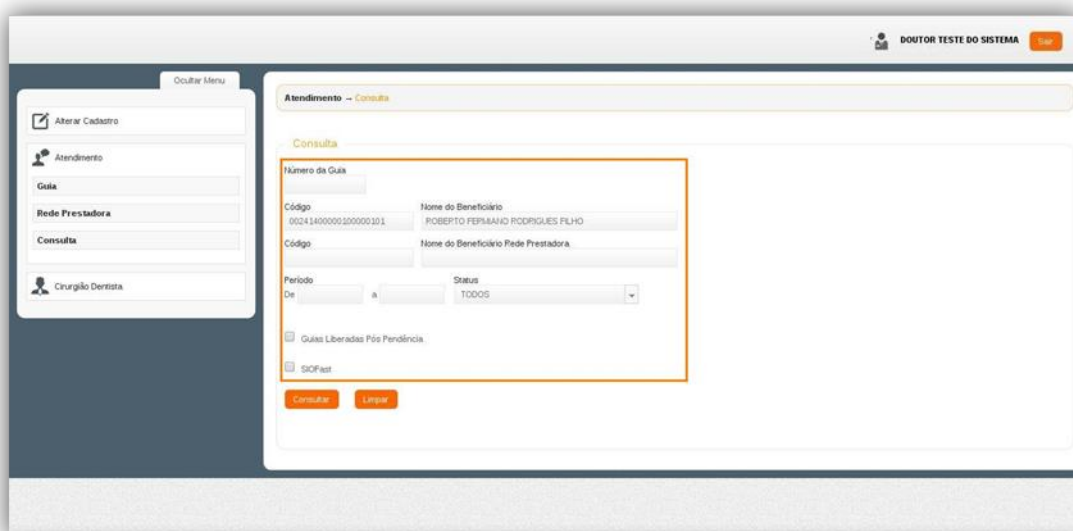 DOUTOR TESTE DO SISTEMA
Sair
Ocultar Menu
Alterar Cadastro
Atendimento
Guia
Rede Prestadora
Consulta
Cirurgião Dentista
Atendimento → Consulta
Consulta
Número da Guia
Código Nome do Beneficiário
00241400000100000101 ROBERTO FERMIANO RODRIGUES FILHO
Código Nome do Beneficiário Rede Prestadora
Período Status
De a TODOS
Guias Liberadas Pós Pendência
SIOFast
Consultar Limpar